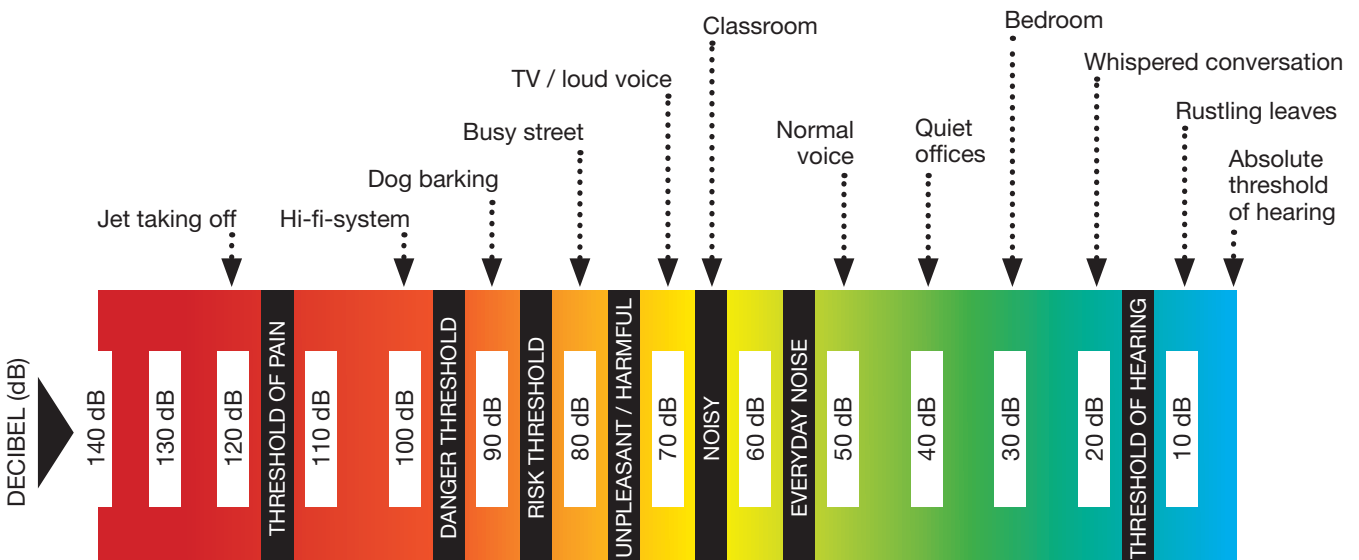 Classroom
Bedroom
TV / loud voice
Whispered conversation
Busy street
Normal
voice
Quiet
offices
Rustling leaves
Dog barking
Absolute
threshold
of hearing
Jet taking off
Hi-fi-system
DECIBEL (dB)
140 dB
130 dB
120 dB
THRESHOLD OF PAIN
110 dB
100 dB
DANGER THRESHOLD
90 dB
RISK THRESHOLD
80 dB
UNPLEASANT / HARMFUL
70 dB
NOISY
60 dB
EVERYDAY NOISE
50 dB
40 dB
30 dB
20 dB
THRESHOLD OF HEARING
10 dB